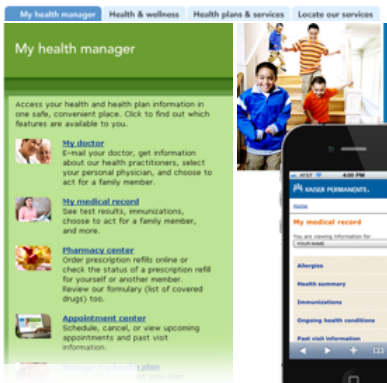 My health manager
Health & wellness
Health plans & services
Locate our services
My health manager
Access your health and health plan information in
one safe, convenient place. Click to find out which
features are available to you.
My doctor
E-mail your doctor, get information
about our health practitioners, select
your personal physician, and choose to
act for a family member.
My medical record
See test results, immunizations,
choose to act for a family member,
and more.
Pharmacy center
Order prescription refills online or
check the status of a prescription refill
for yourself or another member.
Review our formulary (list of covered
drugs) too.
Appointment center
Schedule, cancel, or view upcoming
appointments and past visit
information.
Manage my health plan
AT&T
4:00 PM
KAISER PERMANENTE.
Home
My medical record
You are viewing information for
YOUR NAME
Allergies
Health summary
Immunizations
Ongoing health conditions
Past visit information